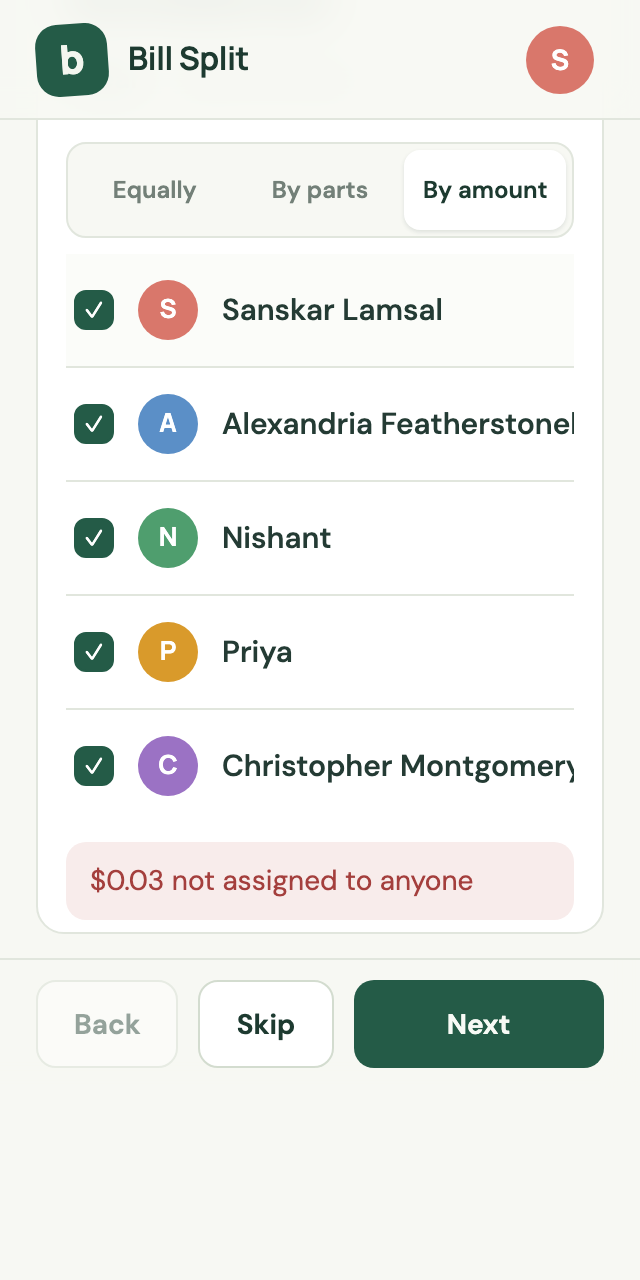 b Bill Split S
Equally By parts By amount
S Sanskar Lamsal
A Alexandria
N Nishant
P Priya
C Christopher Montgomery
$0.03 not assigned to anyone
Back Skip Next